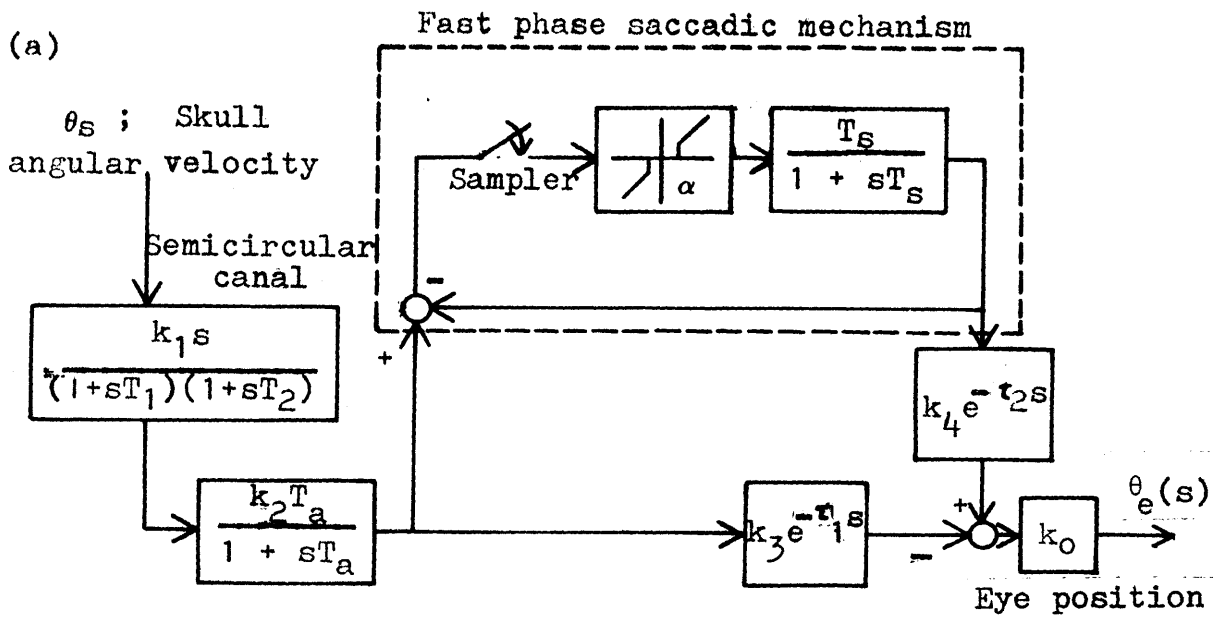 (a)
Fast phase saccadic mechanism
θs ; Skull
angular velocity
Sampler
α
Ts
1 + sTs
Semicircular
canal
-
+
k1s
(1+sT1)(1+sT2)
k4e-τ2s
k2Ta
1 + sTa
k3e-τ1s
+
-
ko
θe(s)
Eye position